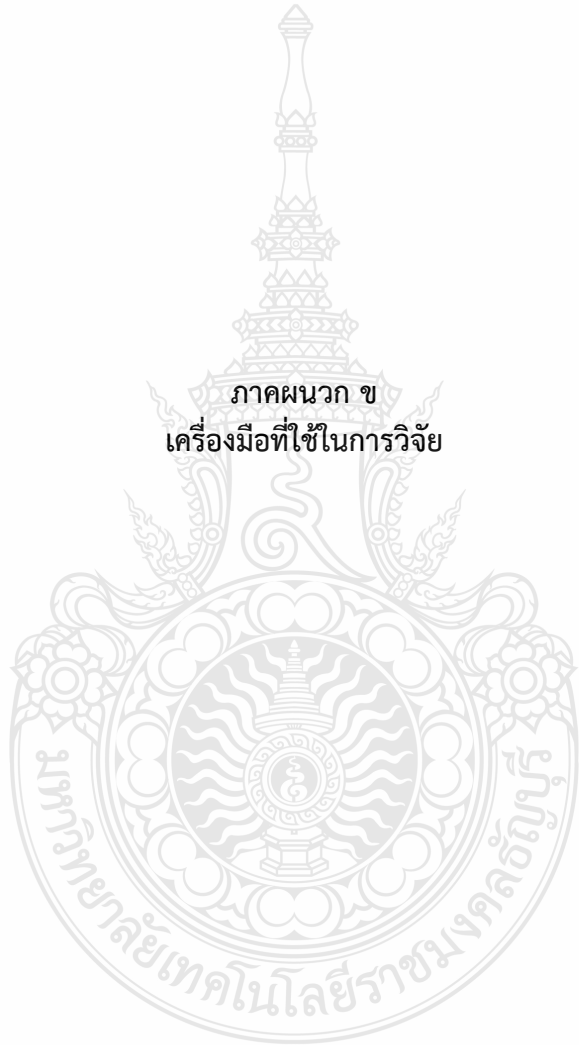 ภาคผนวก ข
เครื่องมือที่ใช้ในการวิจัย
มหาวิทยาลัยเทคโนโลยีราชมงคลธัญบุรี